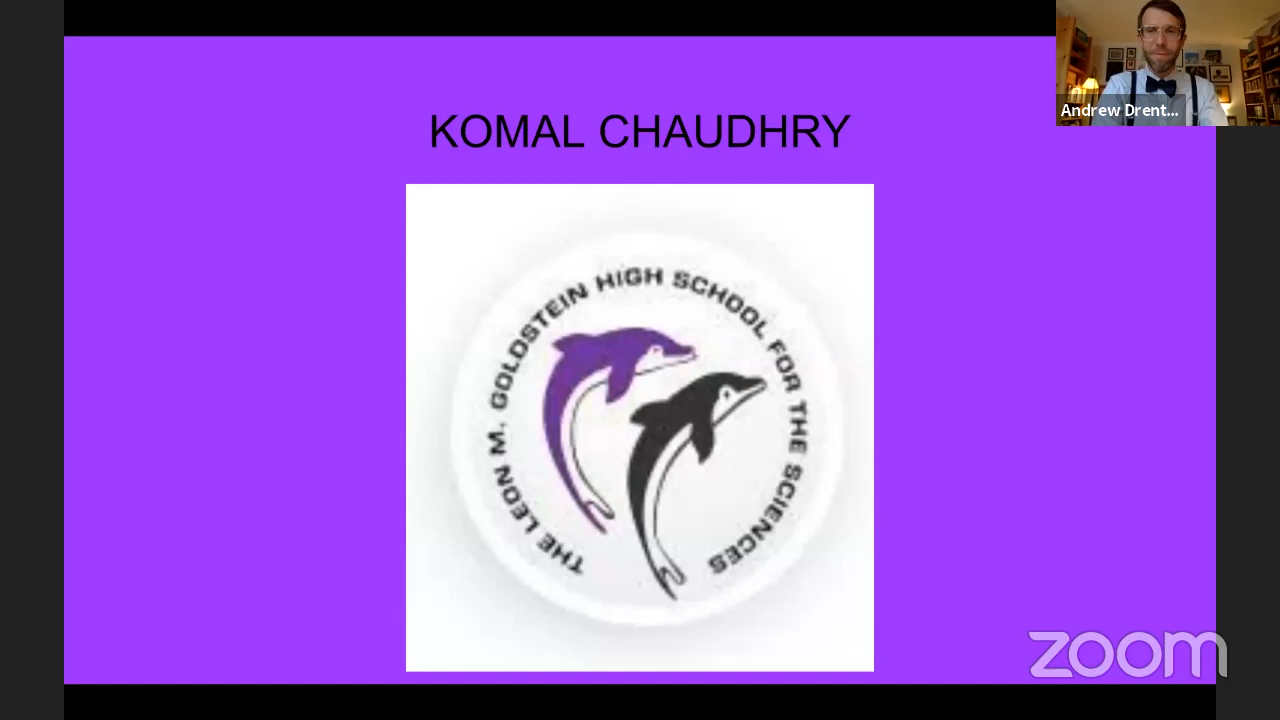 KOMAL CHAUDHRY
Andrew Drent...
THE LEON M. GOLDSTEIN HIGH SCHOOL FOR THE SCIENCES
zoom